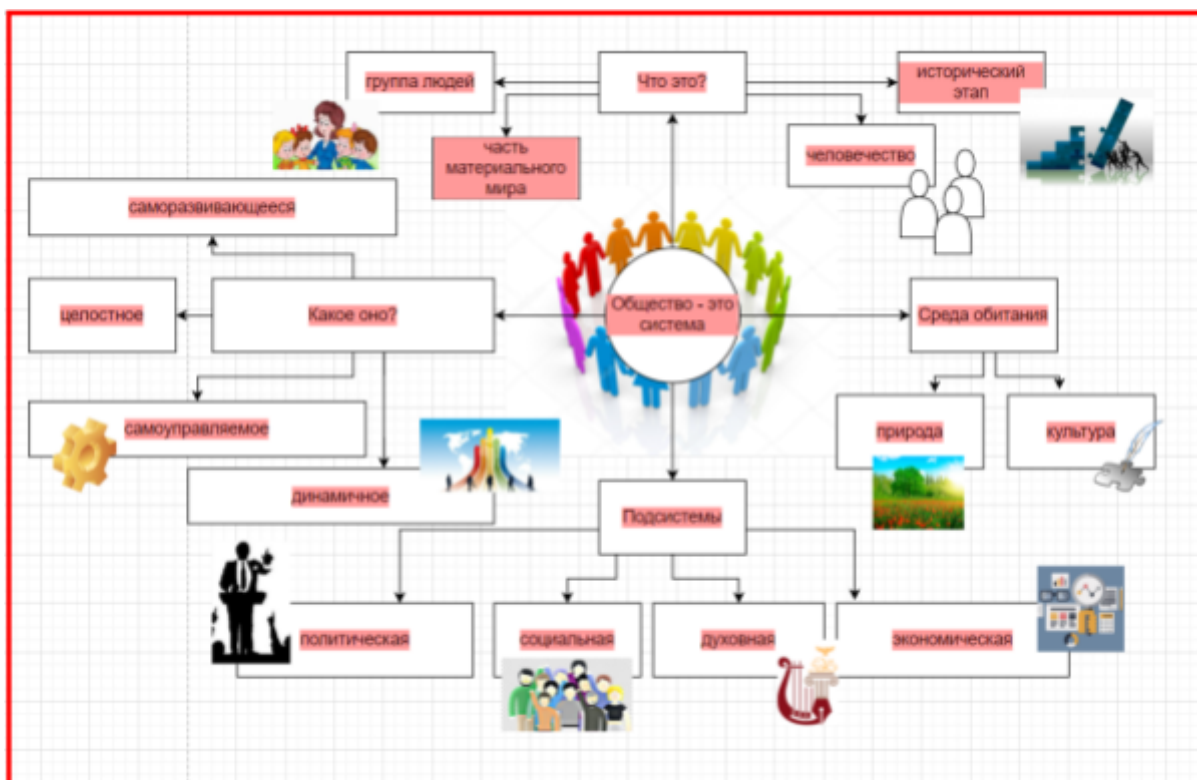 группа людей
Что это?
исторический
этап
часть
материального
мира
человечество
саморазвивающееся
целостное
Какое оно?
Общество - это
система
Среда обитания
самоуправляемое
природа
культура
динамичное
Подсистемы
политическая
социальная
духовная
экономическая